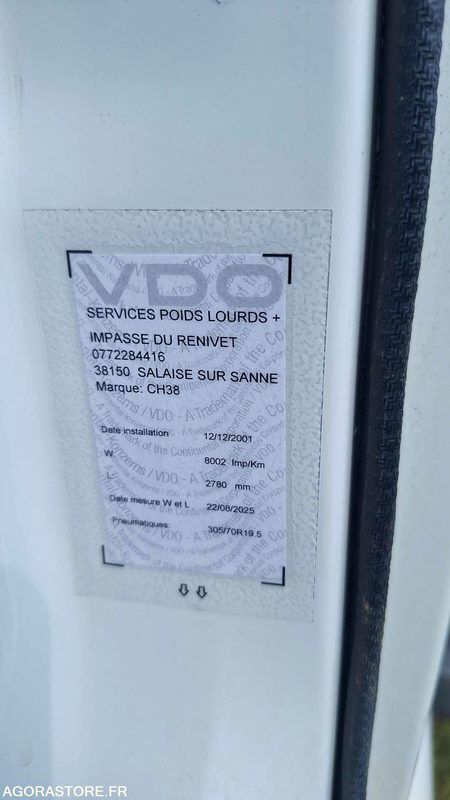 VDO
SERVICES POIDS LOURDS +
IMPASSE DU RENIVET
0772284416
38150 SALAISE SUR SANNE
Marque: CH38
Date installation 12/12/2001
W: 8002 Imp/Km
L: 2780 mm
Date mesure W et L 22/08/2025
Pneumatiques: 305/70R19.5
AGORASTORE.FR